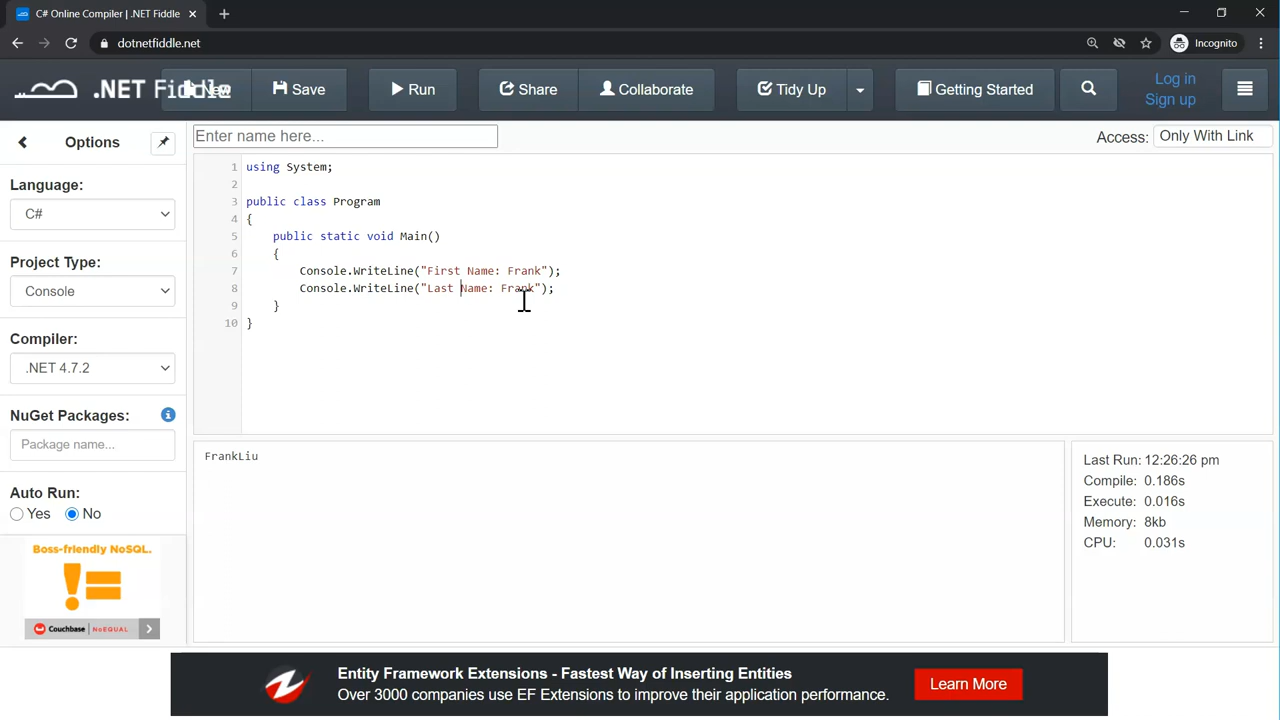 C# Online Compiler | .NET Fiddle
dotnetfiddle.net
Incognito
.NET Fiddle
New
Save
Run
Share
Collaborate
Tidy Up
Getting Started
Log in
Sign up
Options
Enter name here...
Access: Only With Link
Language:
C#
Project Type:
Console
Compiler:
.NET 4.7.2
NuGet Packages:
Package name...
Auto Run:
Yes No
Boss-friendly NoSQL.
!=
Couchbase | NoEQUAL
1 using System;
2
3 public class Program
4 {
5 public static void Main()
6 {
7 Console.WriteLine("First Name: Frank");
8 Console.WriteLine("Last Name: Frank");
9 }
10 }
FrankLiu
Last Run: 12:26:26 pm
Compile: 0.186s
Execute: 0.016s
Memory: 8kb
CPU: 0.031s
Entity Framework Extensions - Fastest Way of Inserting Entities
Over 3000 companies use EF Extensions to improve their application performance.
Learn More